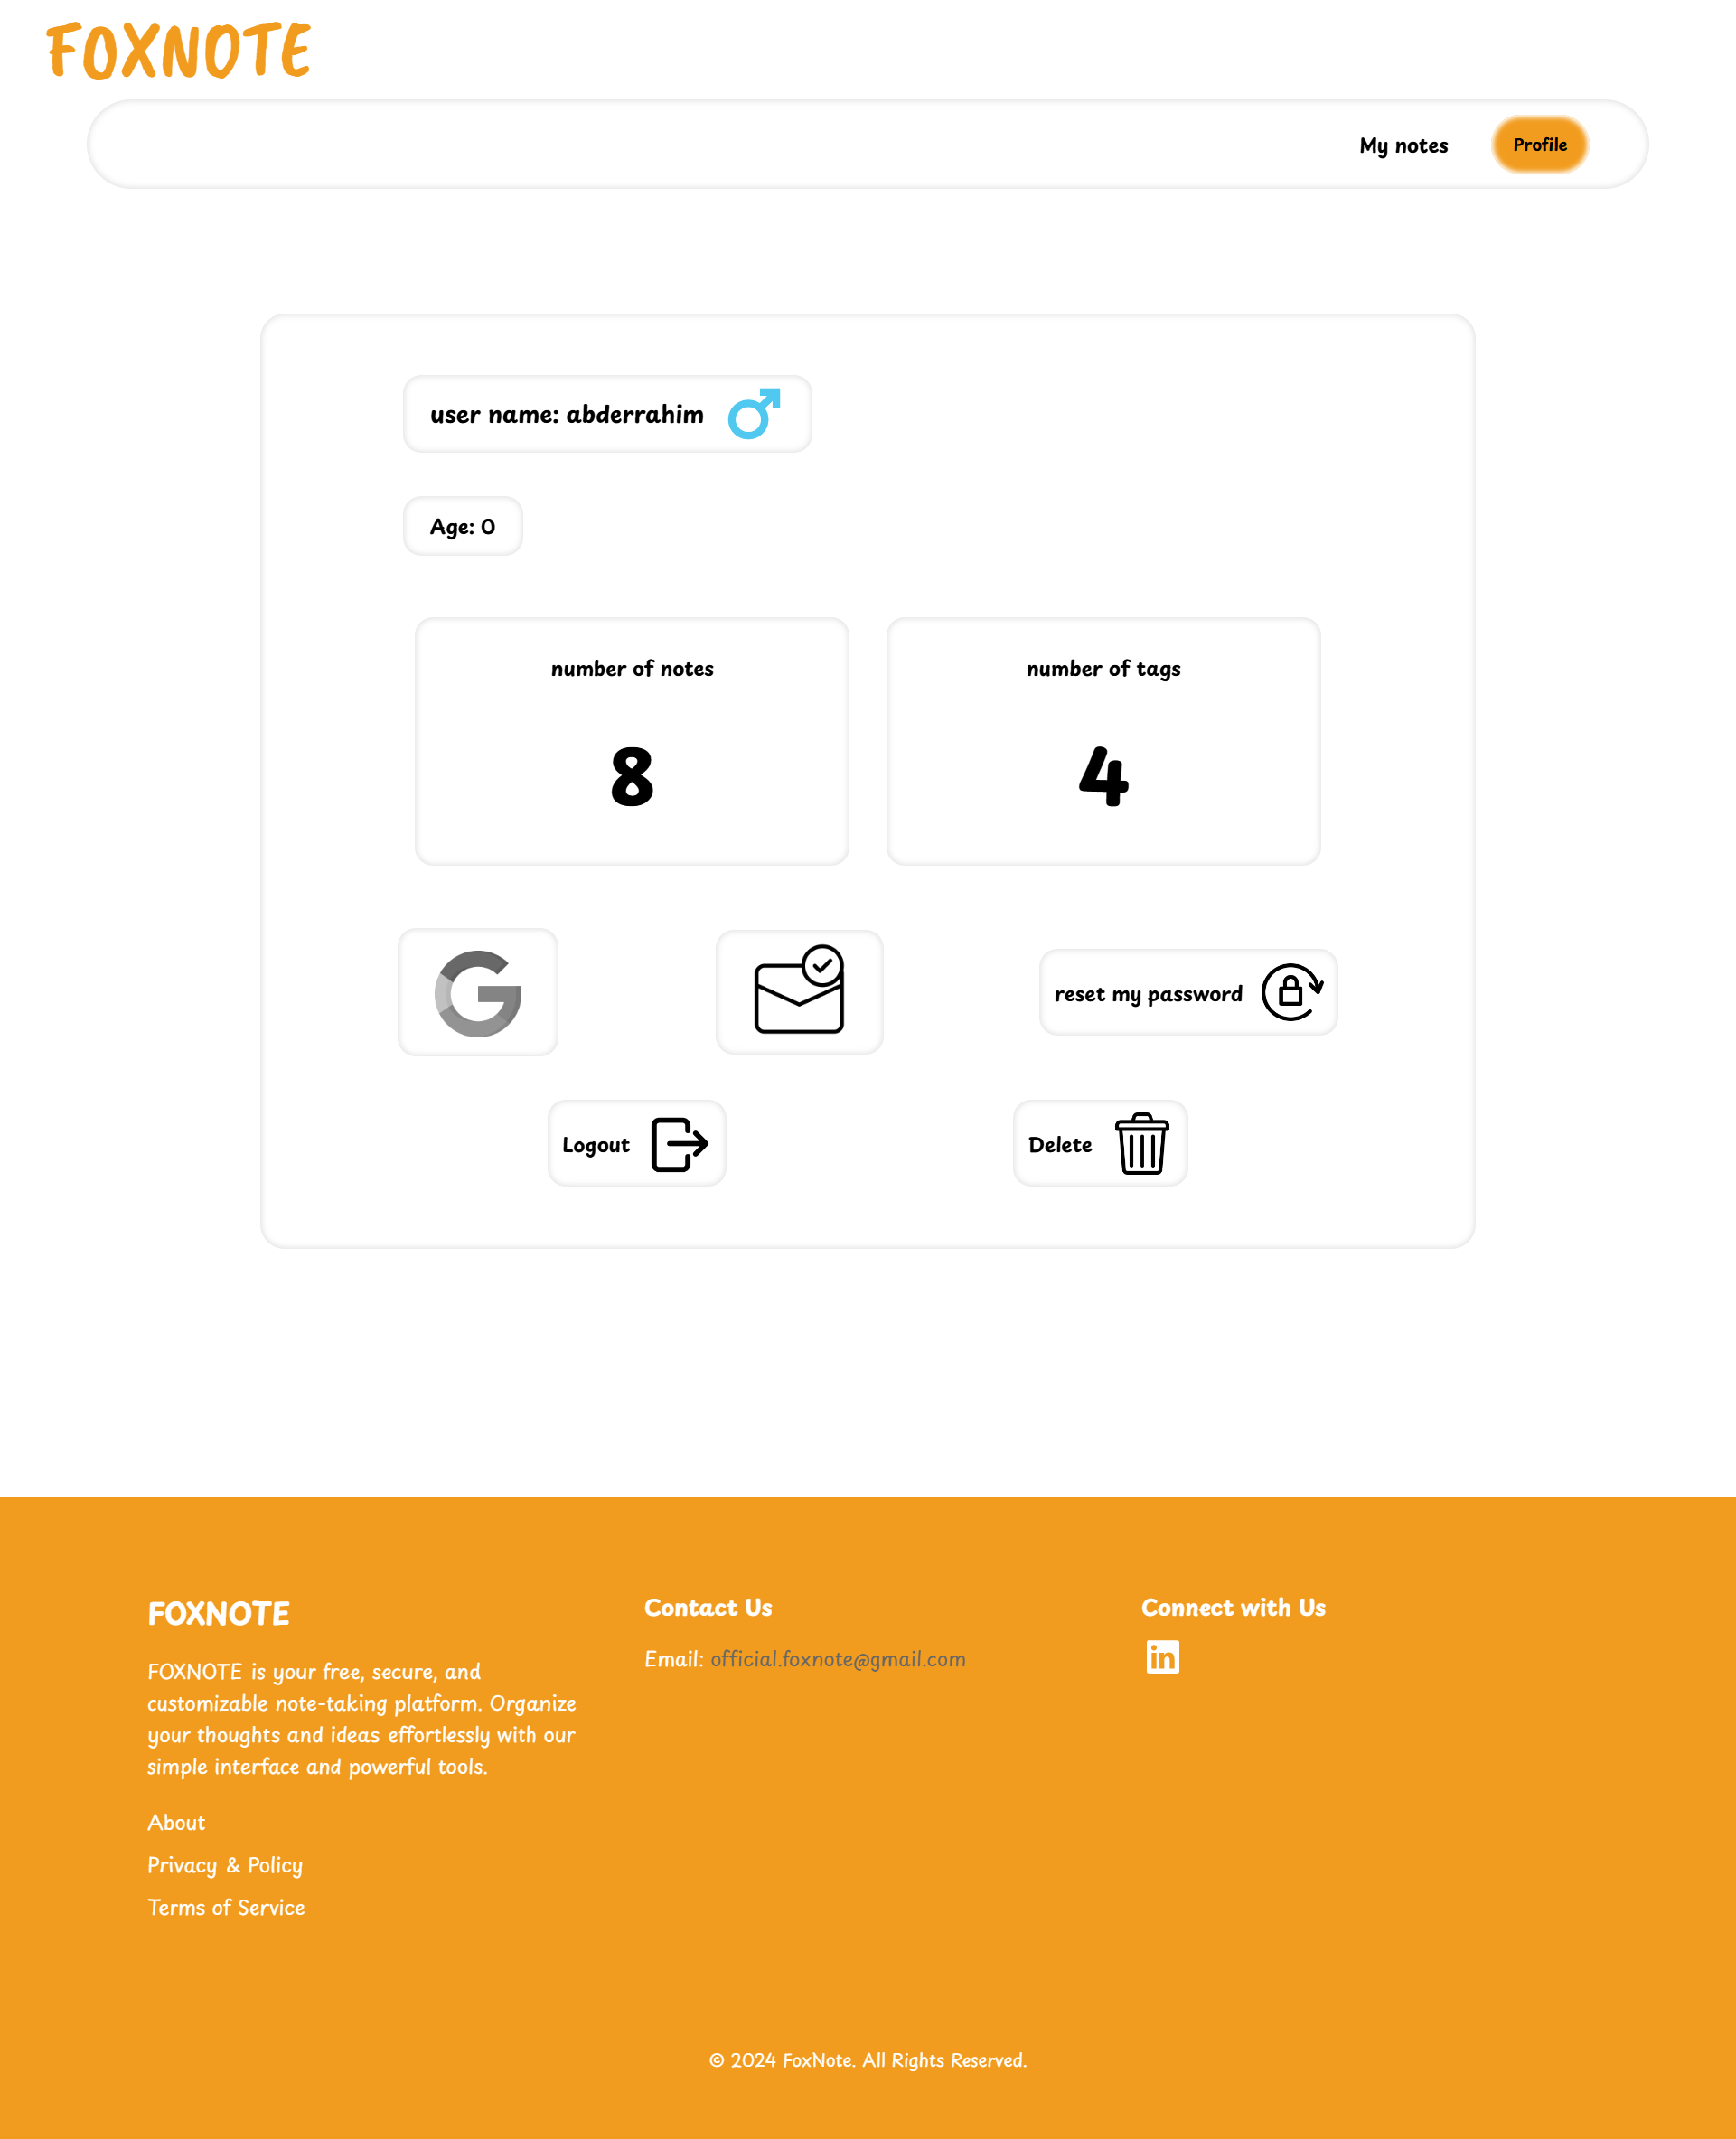 FOXNOTE
My notes
Profile
user name: abderrahim
Age: 0
number of notes
8
number of tags
4
reset my password
Logout
Delete
FOXNOTE
FOXNOTE is your free, secure, and
customizable note-taking platform. Organize
your thoughts and ideas effortlessly with our
simple interface and powerful tools.
About
Privacy & Policy
Terms of Service
Contact Us
Email: official.foxnote@gmail.com
Connect with Us
© 2024 FoxNote. All Rights Reserved.